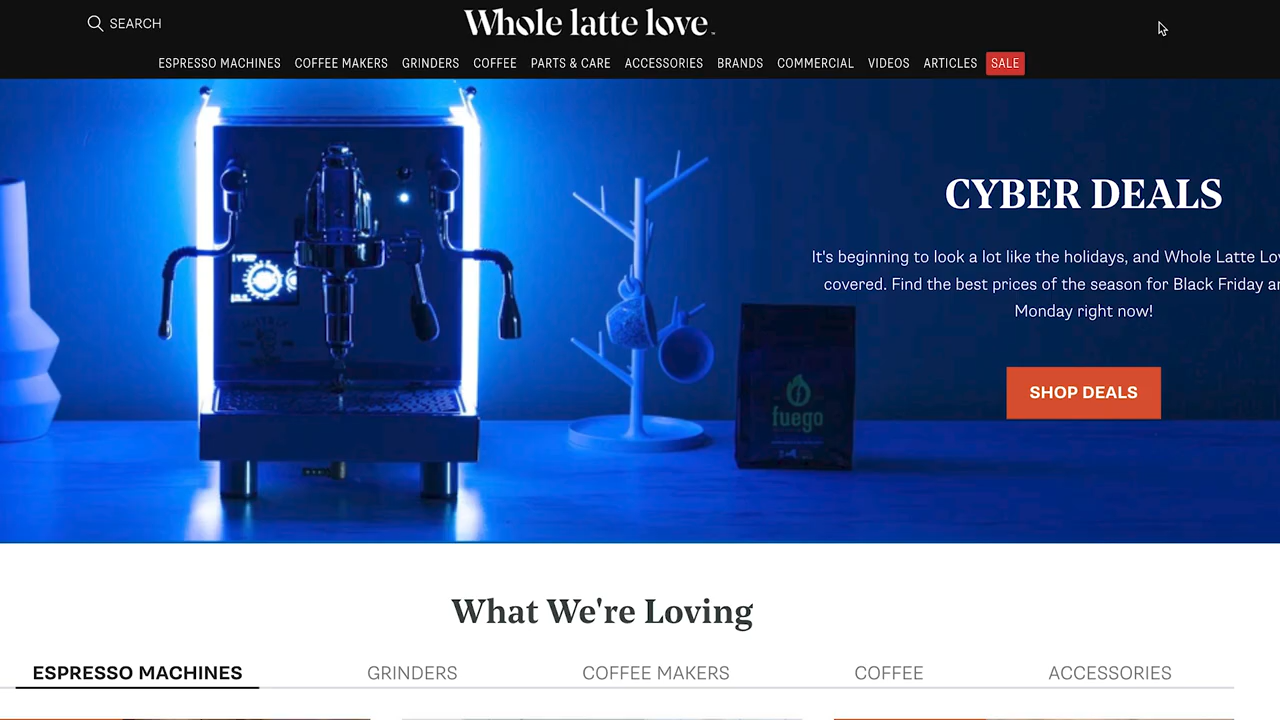 SEARCH
Whole latte love
ESPRESSO MACHINES COFFEE MAKERS GRINDERS COFFEE PARTS & CARE ACCESSORIES BRANDS COMMERCIAL VIDEOS ARTICLES SALE
CYBER DEALS
It's beginning to look a lot like the holidays, and Whole Latte Lo
covered. Find the best prices of the season for Black Friday a
Monday right now!
SHOP DEALS
fuego
What We're Loving
ESPRESSO MACHINES GRINDERS COFFEE MAKERS COFFEE ACCESSORIES